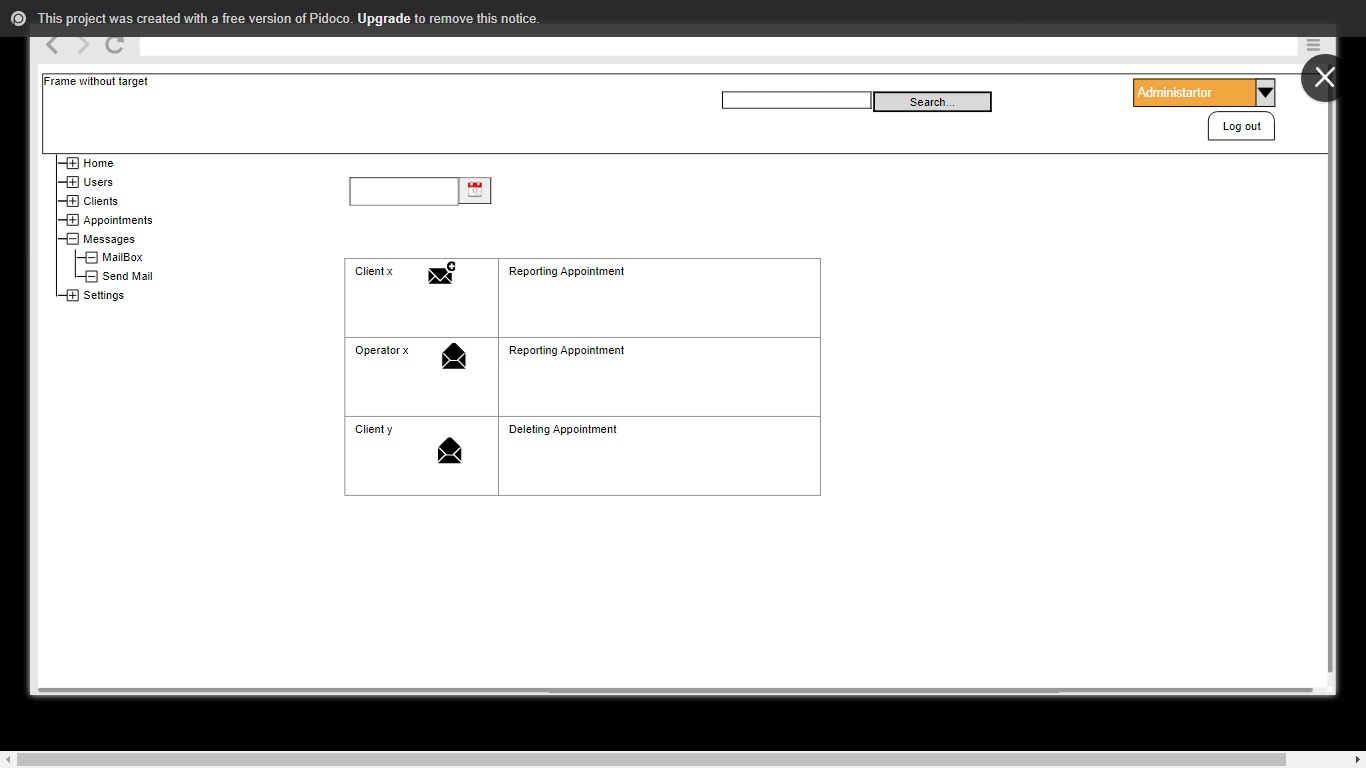 This project was created with a free version of Pidoco. Upgrade to remove this notice.
Frame without target
Administartor
Search...
Log out
Home
Users
Clients
Appointments
Messages
MailBox
Send Mail
Settings
Client x
Reporting Appointment
Operator x
Reporting Appointment
Client y
Deleting Appointment